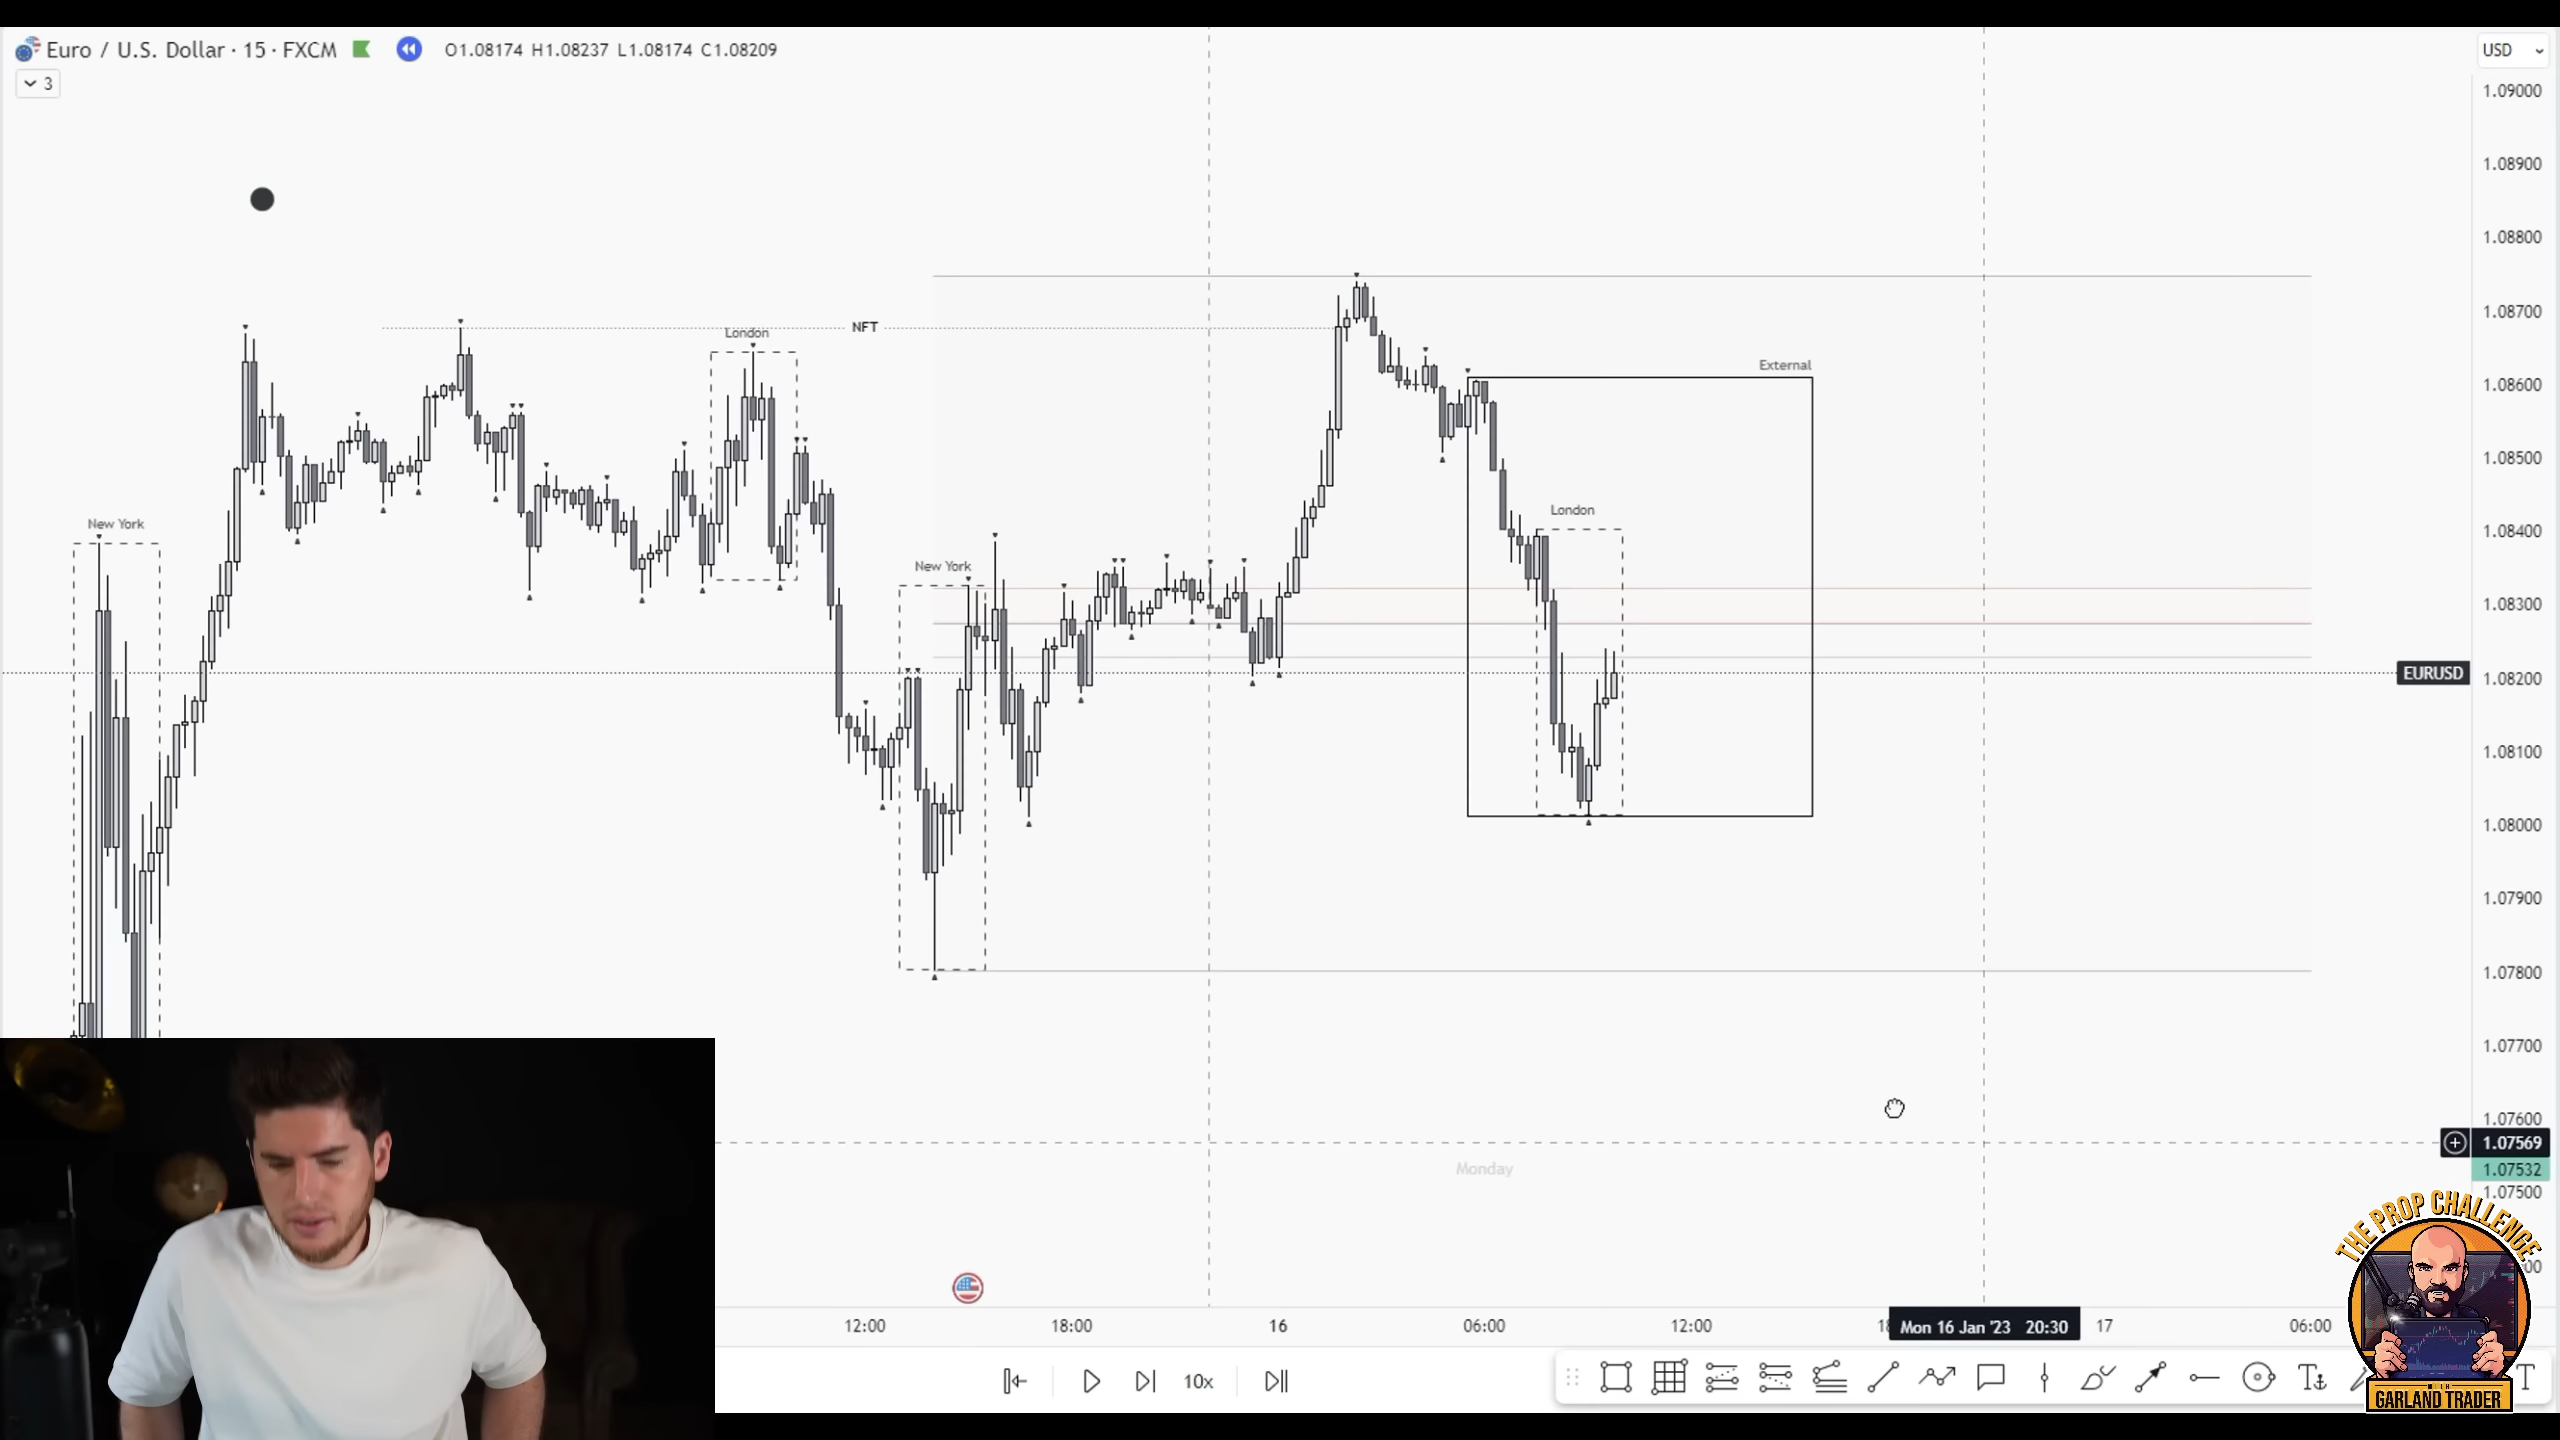 Euro / U.S. Dollar · 15 · FXCM
O1.08174 H1.08237 L1.08174 C1.08209
3
USD
1.09000
1.08900
1.08800
1.08700
1.08600
1.08500
1.08400
1.08300
1.08200
1.08100
1.08000
1.07900
1.07800
1.07700
1.07600
1.07569
1.07532
1.07500
NFT
London
External
New York
London
New York
EURUSD
Monday
12:00
18:00
16
06:00
12:00
Mon 16 Jan '23 20:30
17
06:00
10x
T
THE PROP CHALLENGE
WITH
GARLAND TRADER